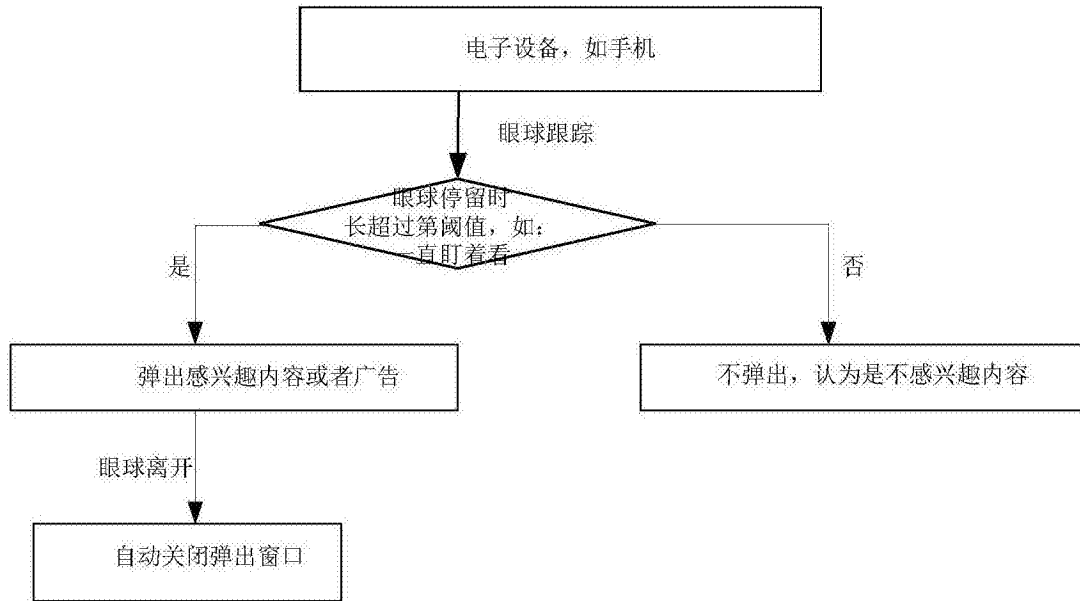 电子设备，如手机
眼球跟踪
眼球停留时
长超过第阈值，如：
一直盯着看
是
否
弹出感兴趣内容或者广告
不弹出，认为是不感兴趣内容
眼球离开
自动关闭弹出窗口